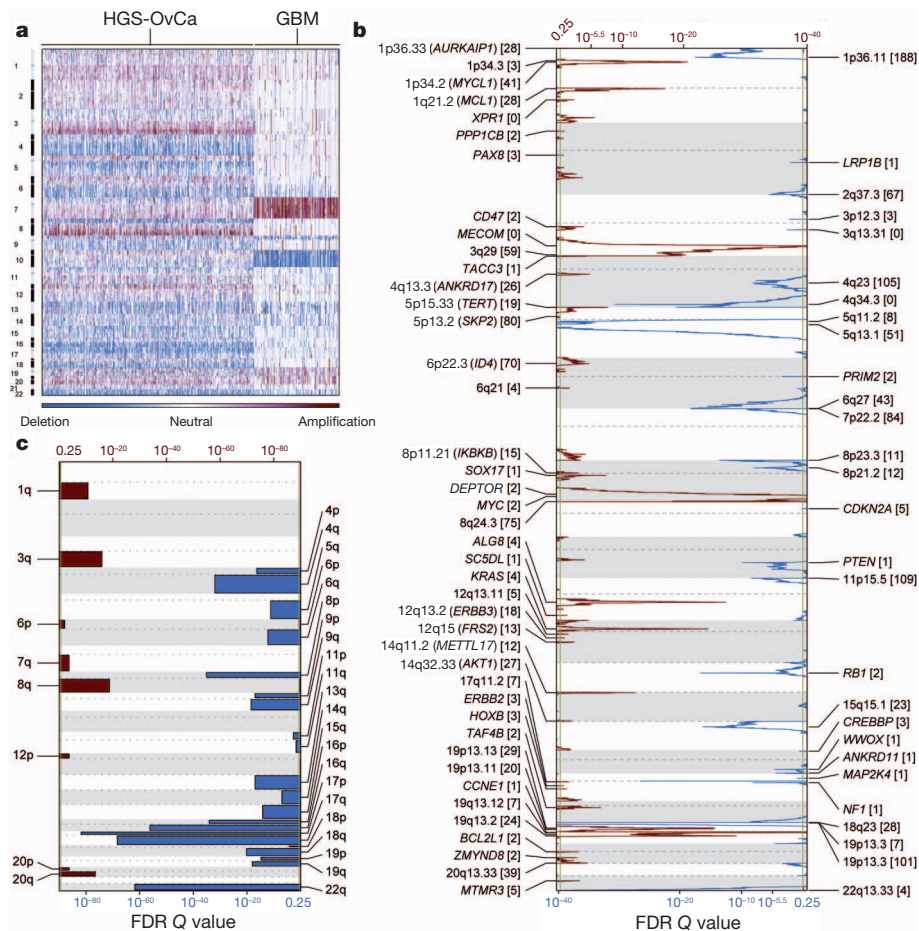 a
HGS-OvCa
GBM
1
2
3
4
5
6
7
8
9
10
11
12
13
14
15
16
17
18
19
20
21
22
Deletion
Neutral
Amplification
b
0.25
10−5.5
10−10
10−20
10−40
1p36.33 (AURKAIP1) [28]
1p34.3 [3]
1p34.2 (MYCL1) [41]
1q21.2 (MCL1) [28]
XPR1 [0]
PPP1CB [2]
PAX8 [3]
CD47 [2]
MECOM [0]
3q29 [59]
TACC3 [1]
4q13.3 (ANKRD17) [26]
5p15.33 (TERT) [19]
5p13.2 (SKP2) [80]
6p22.3 (ID4) [70]
6q21 [4]
8p11.21 (IKBKB) [15]
SOX17 [1]
DEPTOR [2]
MYC [2]
8q24.3 [75]
ALG8 [4]
SC5DL [1]
KRAS [4]
12q13.11 [5]
12q13.2 (ERBB3) [18]
12q15 (FRS2) [13]
14q11.2 (METTL17) [12]
14q32.33 (AKT1) [27]
17q11.2 [7]
ERBB2 [3]
HOXB [3]
TAF4B [2]
19p13.13 [29]
19p13.11 [20]
CCNE1 [1]
19q13.12 [7]
19q13.2 [24]
BCL2L1 [2]
ZMYND8 [2]
20q13.33 [39]
MTMR3 [5]
1p36.11 [188]
LRP1B [1]
2q37.3 [67]
3p12.3 [3]
3q13.31 [0]
4q23 [105]
4q34.3 [0]
5q11.2 [8]
5q13.1 [51]
PRIM2 [2]
6q27 [43]
7p22.2 [84]
8p23.3 [11]
8p21.2 [12]
CDKN2A [5]
PTEN [1]
11p15.5 [109]
RB1 [2]
15q15.1 [23]
CREBBP [3]
WWOX [1]
ANKRD11 [1]
MAP2K4 [1]
NF1 [1]
18q23 [28]
19p13.3 [7]
19p13.3 [101]
22q13.33 [4]
10−40
10−20
10−10
10−5.5
0.25
FDR Q value
c
0.25
10−20
10−40
10−60
10−80
1q
3q
6p
7q
8q
12p
20p
20q
4p
4q
5q
6p
6q
8p
9p
9q
11p
11q
13q
14q
15q
16p
16q
17p
17q
18p
18q
19p
19q
22q
10−80
10−60
10−40
10−20
0.25
FDR Q value